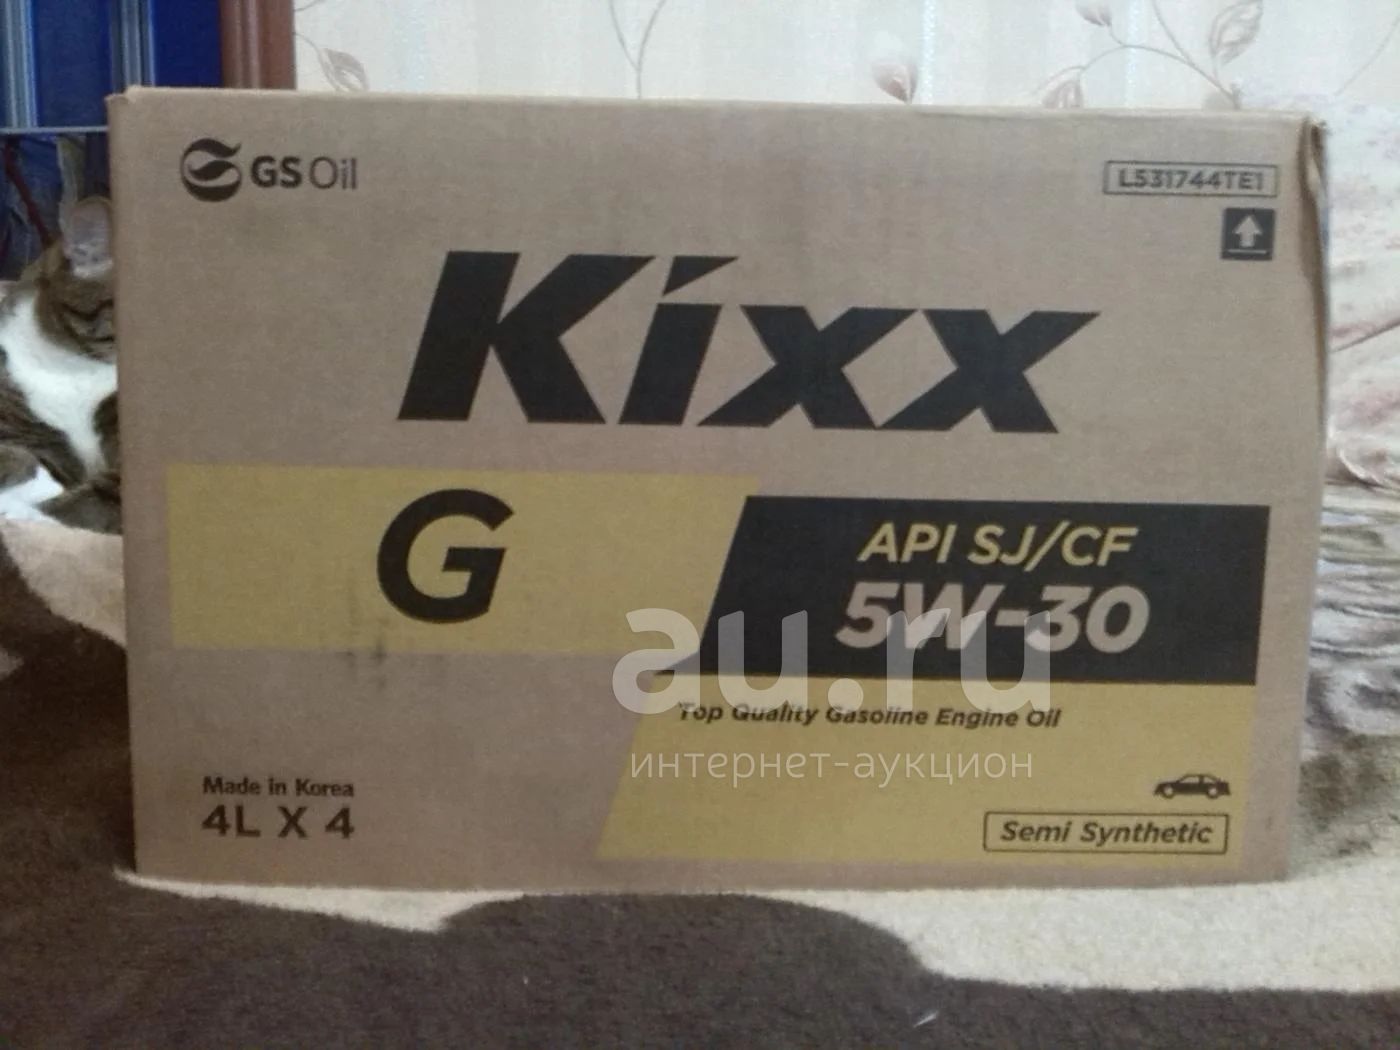 GS Oil
L531744TE1
Kixx
G
API SJ/CF
5W-30
au.ru
Top Quality Gasoline Engine Oil
интернет-аукцион
Made in Korea
4L X 4
Semi Synthetic